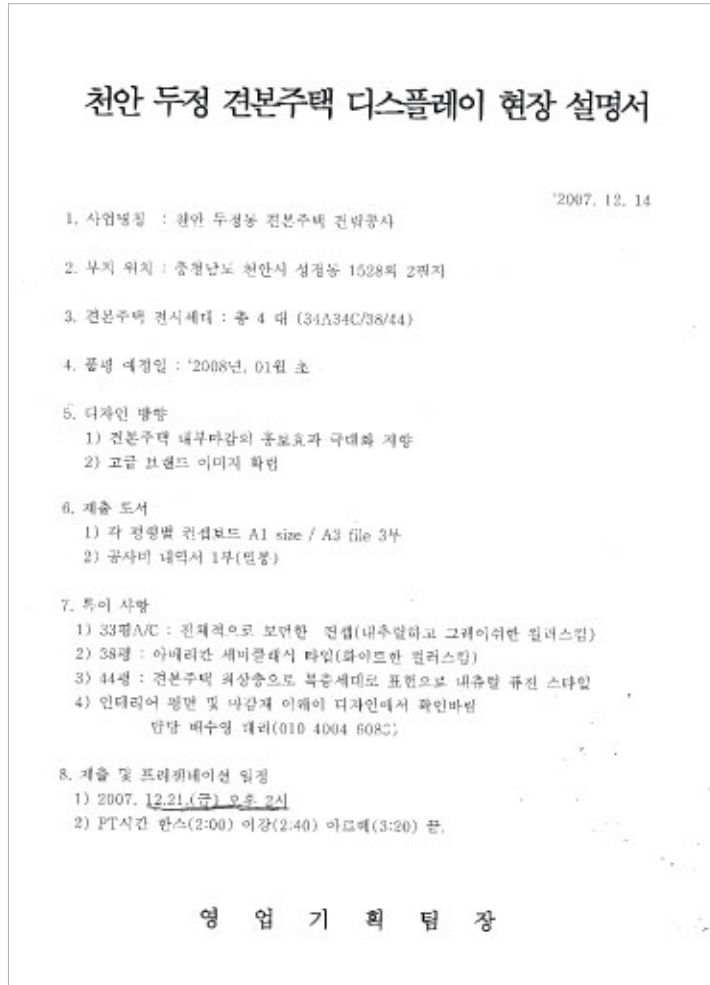 천안 두정 견본주택 디스플레이 현장 설명서
'2007. 12. 14
1. 사업명칭 : 천안 두정동 견본주택 건립공사
2. 부지 위치 : 충청남도 천안시 성정동 1528외 2필지
3. 견본주택 전시세대 : 총 4 대 (34A34C/38/44)
4. 품평 예정일 : '2008년, 01월 초
5. 디자인 방향
1) 견본주택 내부마감의 홍보효과 극대화 지향
2) 고급 브랜드 이미지 확립
6. 제출 도서
1) 각 평형별 컨셉보드 A1 size / A3 file 3부
2) 공사비 내역서 1부(밀봉)
7. 특이 사항
1) 33평A/C : 전체적으로 모던한 컨셉(내추럴하고 그레이쉬한 컬러스킴)
2) 38평 : 아메리칸 세미클래식 타입(화이트한 컬러스킴)
3) 44평 : 견본주택 최상층으로 복층세대로 표현으로 내츄럴 퓨전 스타일
4) 인테리어 평면 및 마감재 이웨이 디자인에서 확인바람
담당 배수영 대리(010 4004
8. 제출 및 프리젠테이션 일정
1) 2007. 12.21.(금) 오후 2시
2) PT시간 한스(2:00) 이강(2:40) 아르떼(3:20) 끝.
영 업 기 획 팀 장